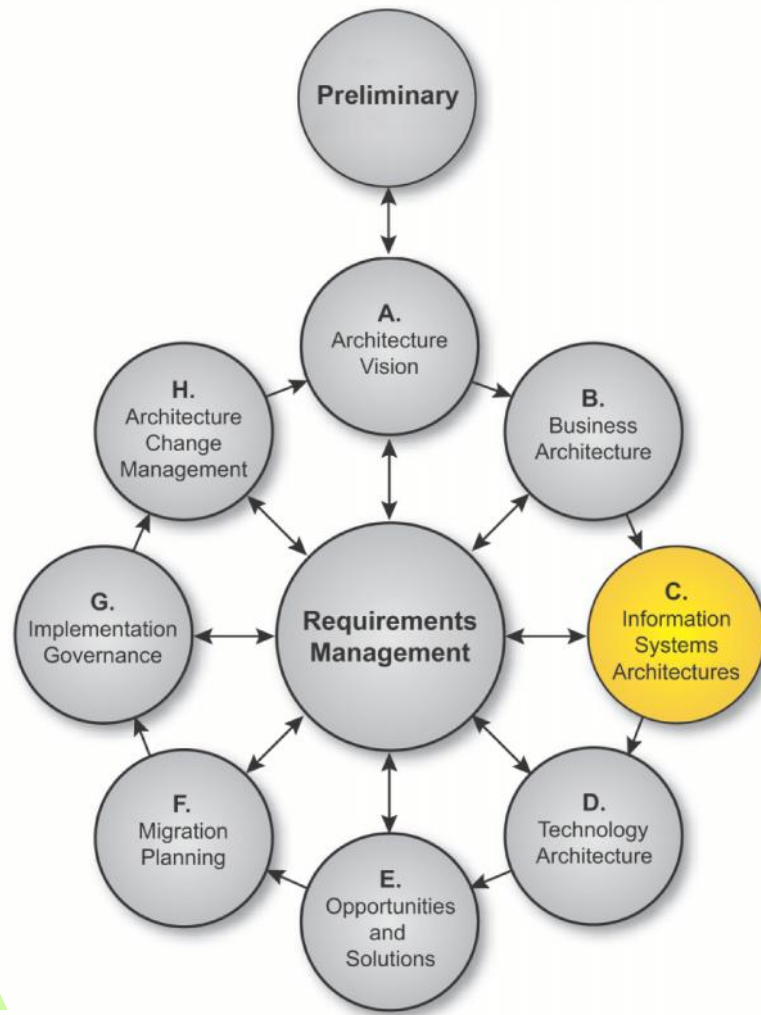 Preliminary
A.
Architecture
Vision
B.
Business
Architecture
H.
Architecture
Change
Management
C.
Information
Systems
Architectures
G.
Implementation
Governance
Requirements
Management
D.
Technology
Architecture
F.
Migration
Planning
E.
Opportunities
and
Solutions